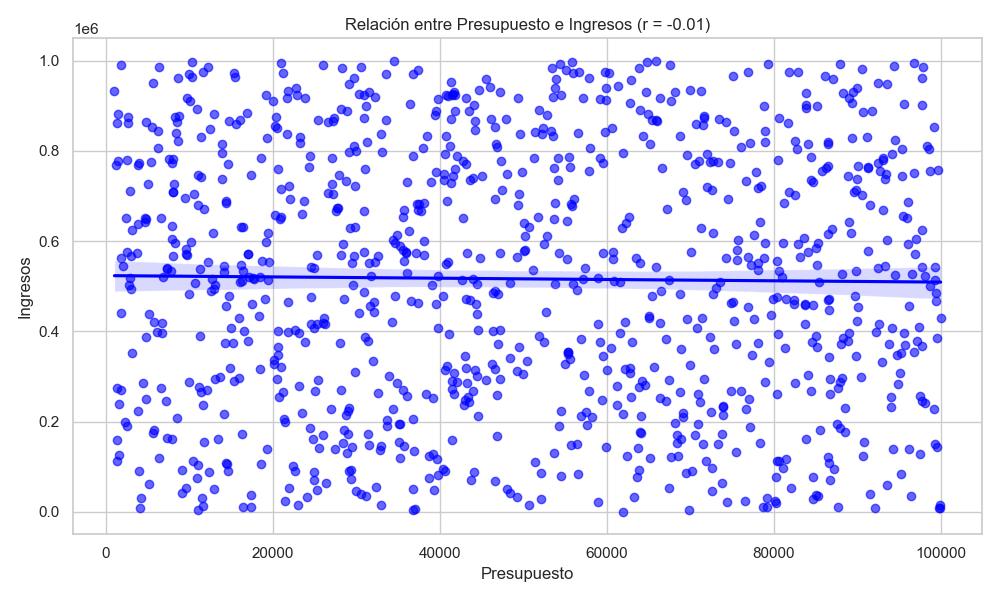 Relación entre Presupuesto e Ingresos (r = -0.01)
1e6
1.0
0.8
0.6
0.4
0.2
0.0
Ingresos
0 20000 40000 60000 80000 100000
Presupuesto